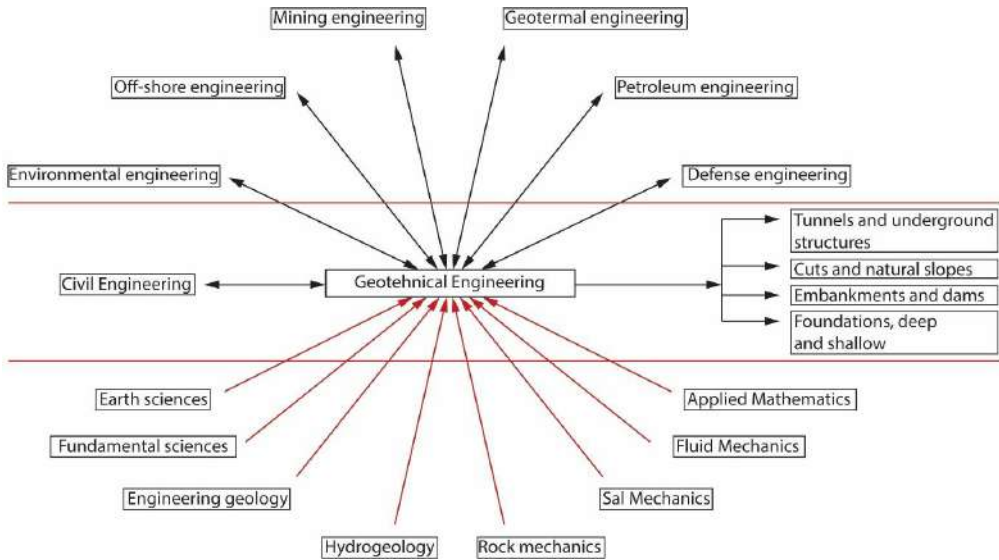 Mining engineering
Geotermal engineering
Off-shore engineering
Petroleum engineering
Environmental engineering
Defense engineering
Tunnels and underground
structures
Civil Engineering
Geotehnical Engineering
Cuts and natural slopes
Embankments and dams
Foundations, deep
and shallow
Earth sciences
Applied Mathematics
Fundamental sciences
Fluid Mechanics
Engineering geology
Sal Mechanics
Hydrogeology
Rock mechanics